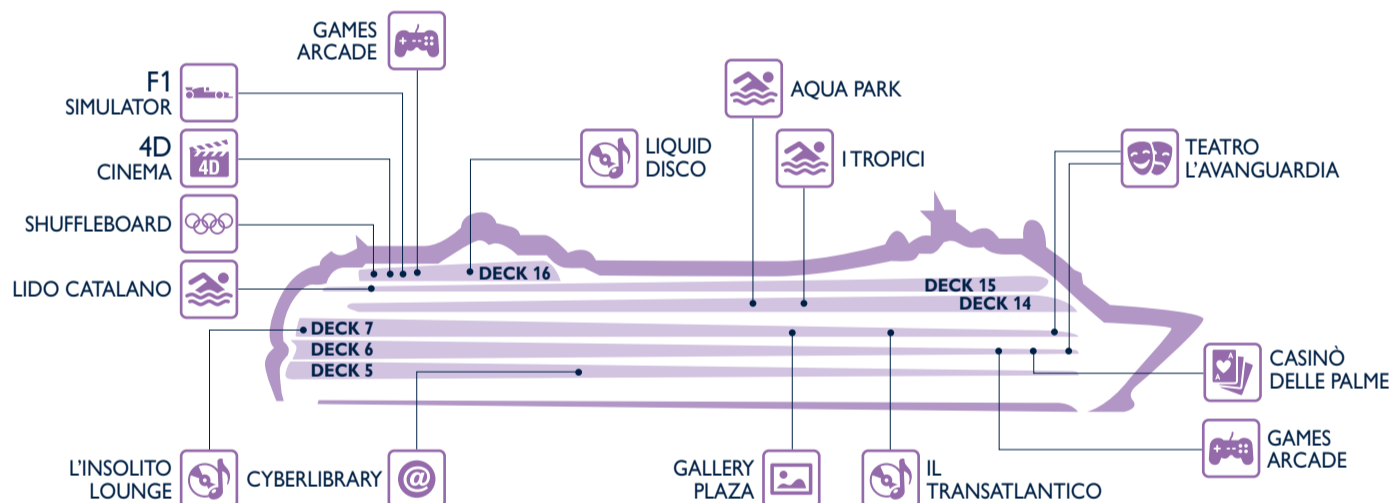 GAMES
ARCADE
F1
SIMULATOR
4D
CINEMA
4D
SHUFFLEBOARD
LIDO CATALANO
LIQUID
DISCO
AQUA PARK
I TROPICI
TEATRO
L'AVANGUARDIA
DECK 16
DECK 15
DECK 14
DECK 7
DECK 6
DECK 5
CASINÒ
DELLE PALME
A
A
GAMES
ARCADE
L'INSOLITO
LOUNGE
CYBERLIBRARY
@
GALLERY
PLAZA
IL
TRANSATLANTICO